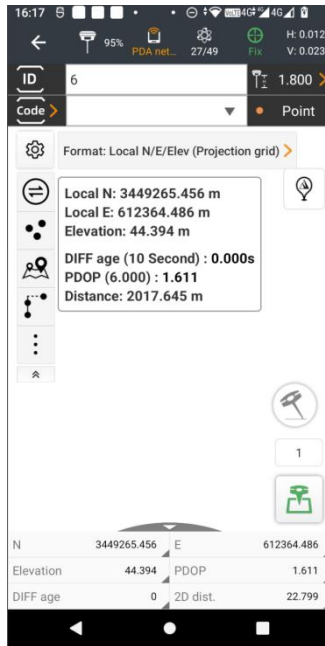 16:17
4G+ 4G
95% PDA net... 27/49 Fix H: 0.012 V: 0.023
ID 6 1.800
Code Point
Format: Local N/E/Elev (Projection grid)
Local N: 3449265.456 m
Local E: 612364.486 m
Elevation: 44.394 m
DIFF age (10 Second) : 0.000s
PDOP (6.000) : 1.611
Distance: 2017.645 m
1
N 3449265.456 E 612364.486
Elevation 44.394 PDOP 1.611
DIFF age 0 2D dist. 22.799